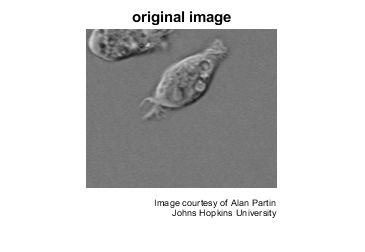 original image
Image courtesy of Alan Partin
Johns Hopkins University